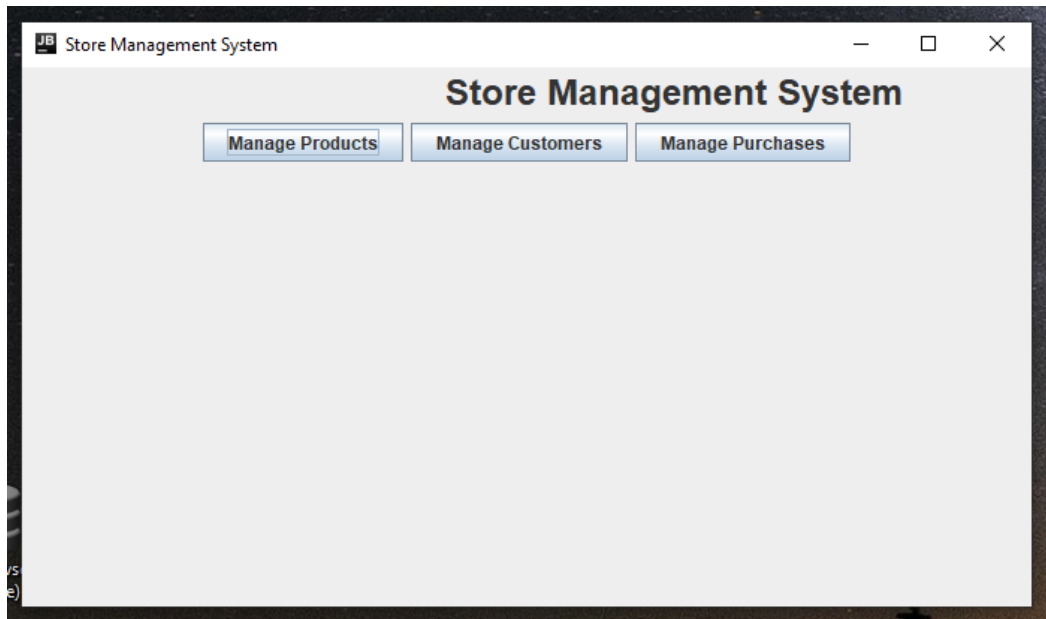 JB Store Management System
Store Management System
Manage Products Manage Customers Manage Purchases
e)